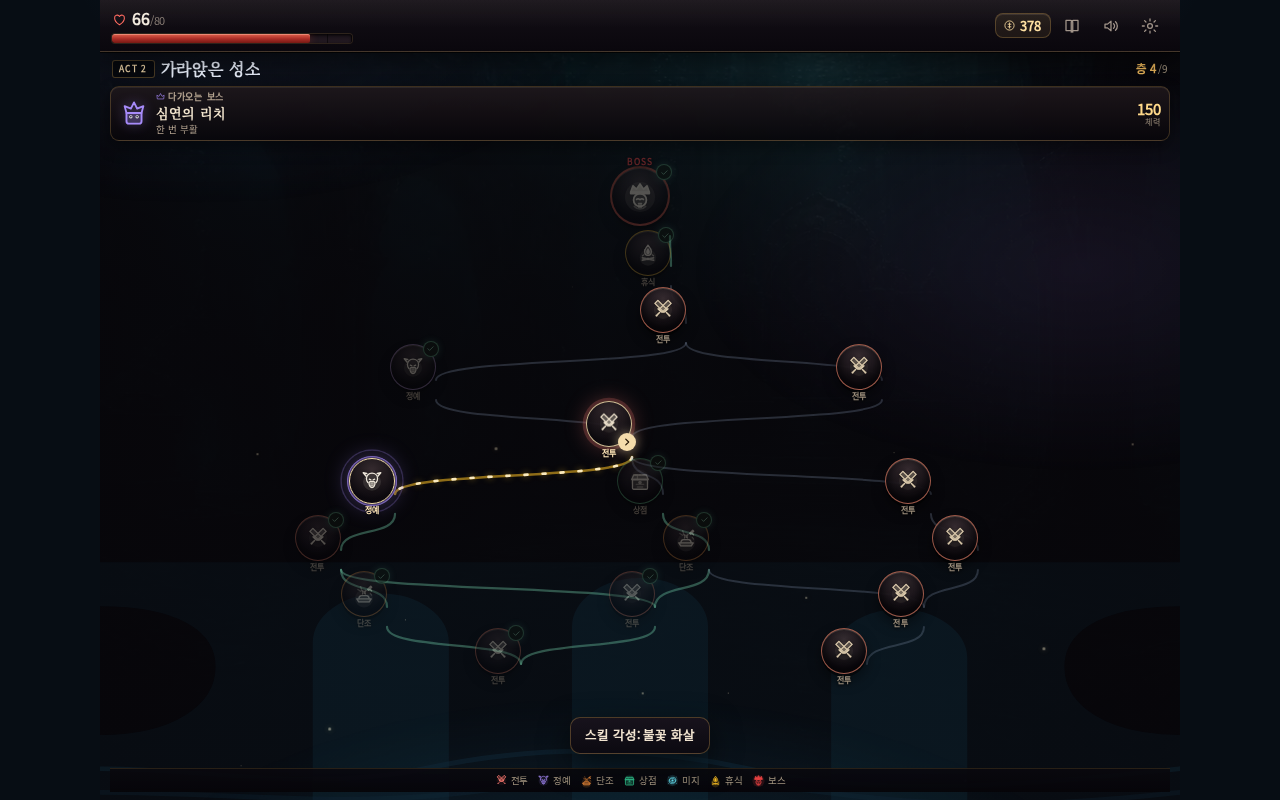 66/80
378
ACT 2 가라앉은 성소
층 4/9
다가오는 보스
심연의 리치
한 번 부활
150
체력
BOSS
휴식
전투
정예
전투
전투
정예
상점
전투
전투
단조
전투
단조
전투
전투
전투
전투
스킬 각성: 불꽃 화살
전투 정예 단조 상점 미지 휴식 보스